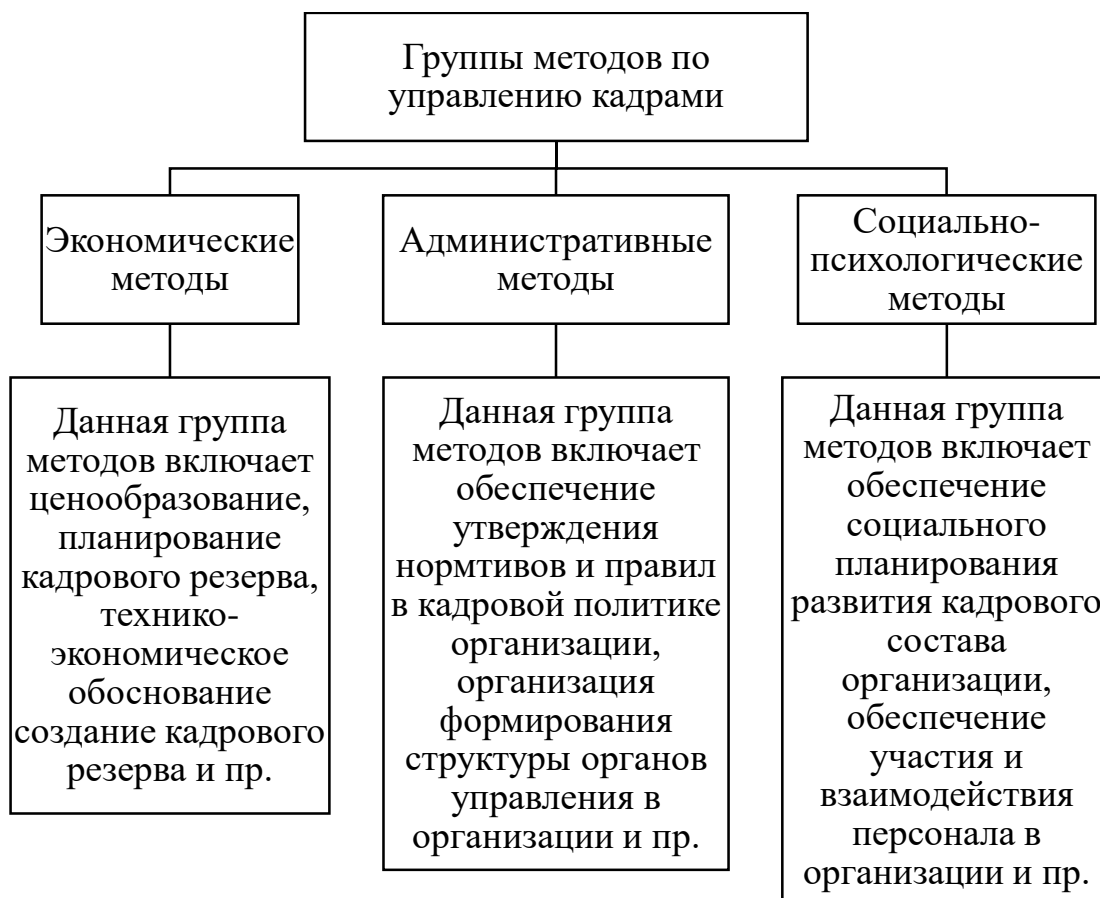 Группы методов по
управлению кадрами
Экономические
методы
Данная группа
методов включает
ценообразование,
планирование
кадрового резерва,
технико-
экономическое
обоснование
создание кадрового
резерва и пр.
Административные
методы
Данная группа
методов включает
обеспечение
утверждения
нормтивов и правил
в кадровой политике
организации,
организация
формирования
структуры органов
управления в
организации и пр.
Социально-
психологические
методы
Данная группа
методов включает
обеспечение
социального
планирования
развития кадрового
состава
организации,
обеспечение
участия и
взаимодействия
персонала в
организации и пр.